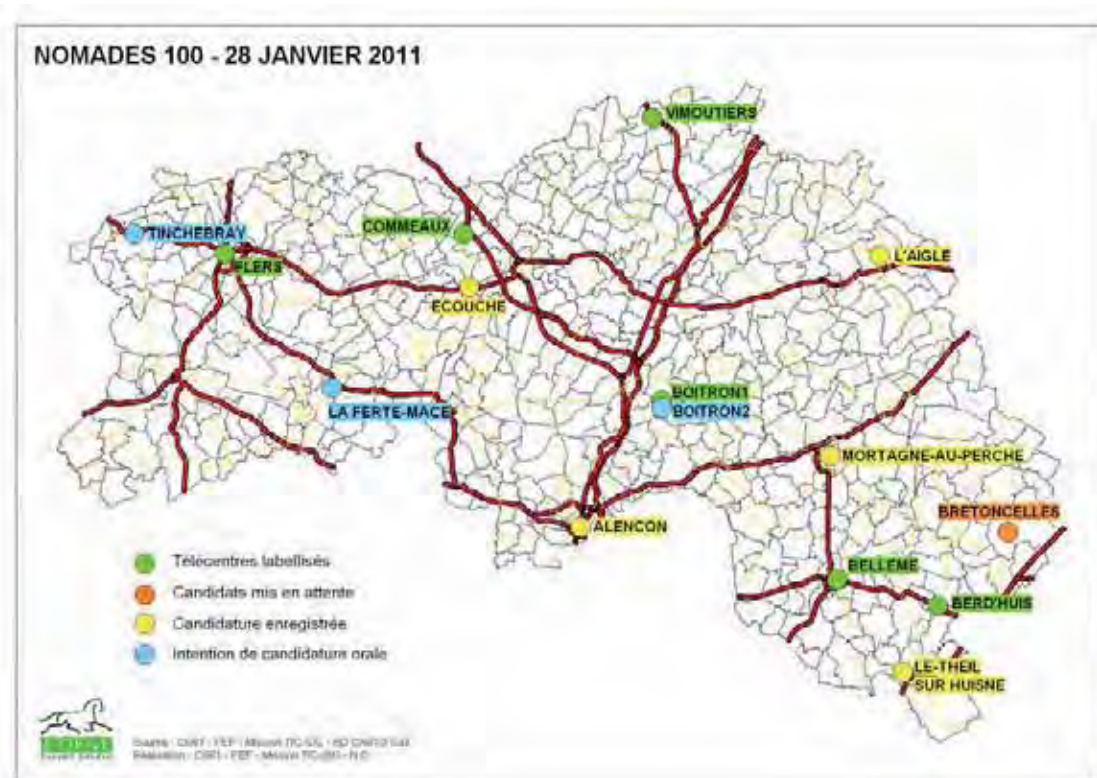 NOMADES 100 - 28 JANVIER 2011
VIMOUTIERS
TINCHEBRAY
COMMEAUX
FLERS
L'AIGLE
ECOUCHE
BOITRON1
LA FERTE-MACE
BOITRON2
MORTAGNE-AU-PERCHE
BRETONCELLES
ALENCON
BELLEME
BERD'HUIS
LE-THEIL
SUR HUISNE
Télécentres labellisés
Candidats mis en attente
Candidature enregistrée
Intention de candidature orale